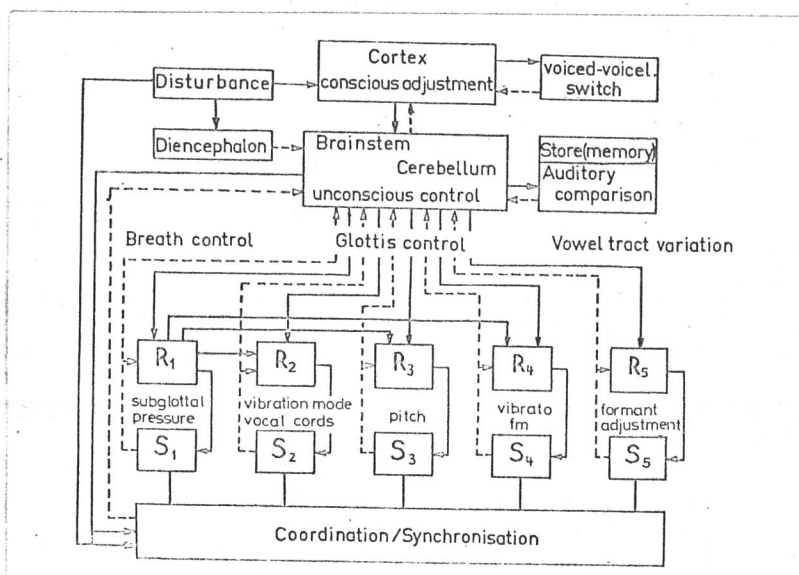 Cortex
conscious adjustment
voiced-voicel.
switch
Disturbance
Diencephalon
Brainstem
Cerebellum
unconscious control
Store(memory)
Auditory
comparison
Breath control
Glottis control
Vowel tract variation
R1
R2
R3
R4
R5
subglottal
pressure
vibration mode
vocal cords
pitch
vibrato
fm
formant
adjustment
S1
S2
S3
S4
S5
Coordination/Synchronisation